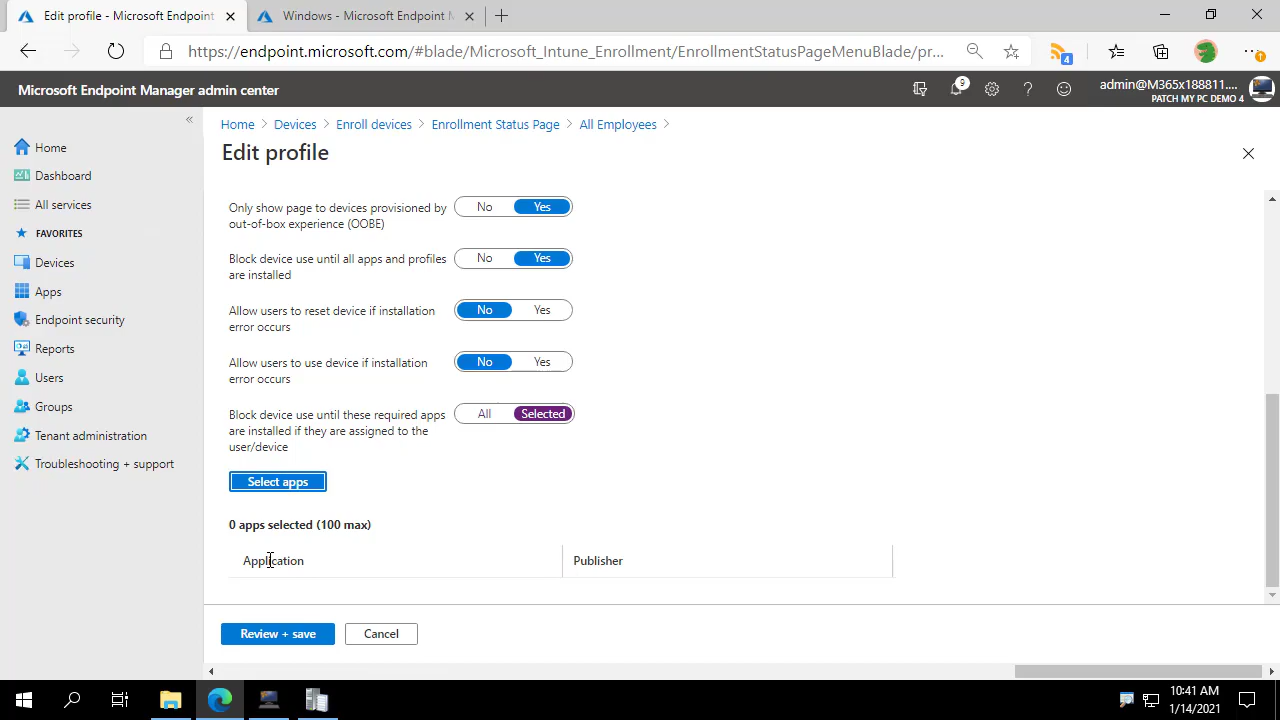 Edit profile - Microsoft Endpoint
Windows - Microsoft Endpoint M
https://endpoint.microsoft.com/#blade/Microsoft_Intune_Enrollment/EnrollmentStatusPageMenuBlade/pr...
4
Microsoft Endpoint Manager admin center
9
admin@M365x188811....
PATCH MY PC DEMO 4
Home
Dashboard
All services
FAVORITES
Devices
Apps
Endpoint security
Reports
Users
Groups
Tenant administration
Troubleshooting + support
Home > Devices > Enroll devices > Enrollment Status Page > All Employees >
Edit profile
Only show page to devices provisioned by
out-of-box experience (OOBE)
No Yes
Block device use until all apps and profiles
are installed
No Yes
Allow users to reset device if installation
error occurs
No Yes
Allow users to use device if installation
error occurs
No Yes
Block device use until these required apps
are installed if they are assigned to the
user/device
All Selected
Select apps
0 apps selected (100 max)
Application Publisher
Review + save Cancel
10:41 AM
1/14/2021